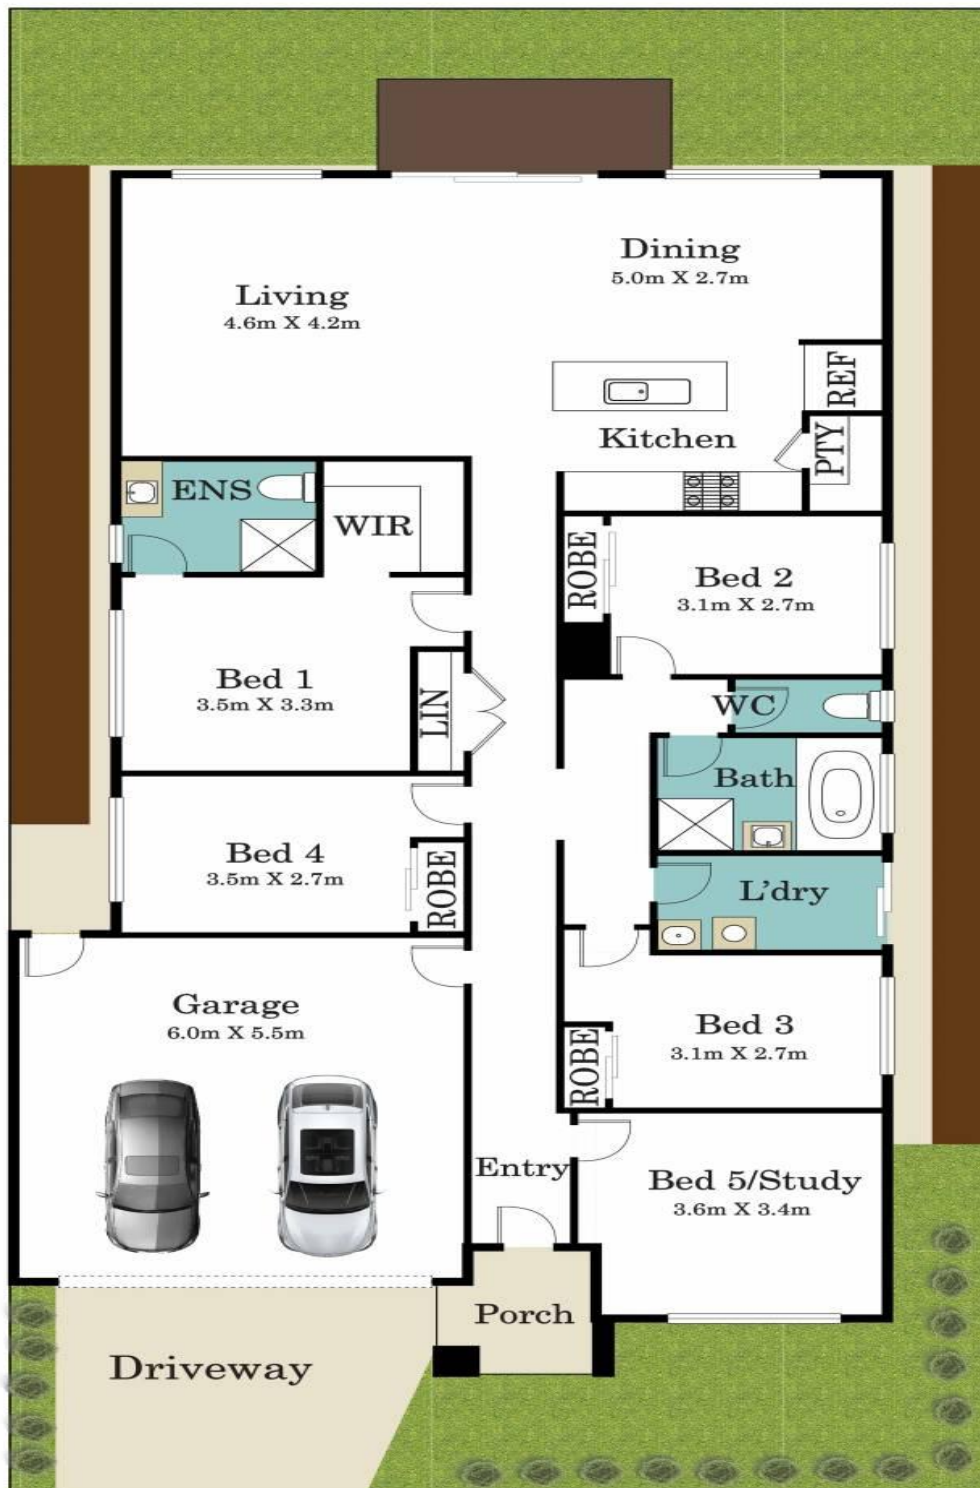 Dining
5.0m X 2.7m
Living
4.6m X 4.2m
REF
Kitchen
PTY
ENS
WIR
ROBE
Bed 2
3.1m X 2.7m
Bed 1
3.5m X 3.3m
LIN
WC
Bath
Bed 4
3.5m X 2.7m
ROBE
L'dry
Garage
6.0m X 5.5m
Bed 3
3.1m X 2.7m
ROBE
Entry
Bed 5/Study
3.6m X 3.4m
Porch
Driveway